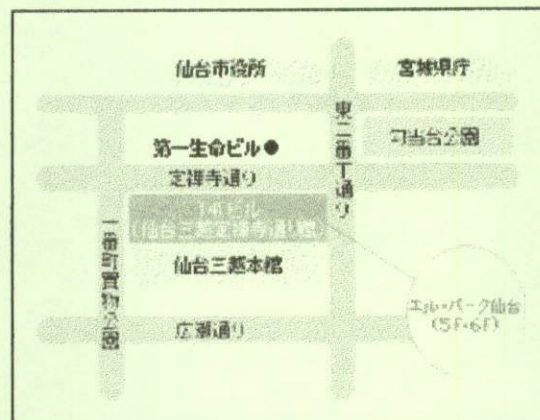 仙台市役所
宮城県庁
東二番丁通り
勾当台公園
第一生命ビル●
定禅寺通り
141ビル
(仙台三越定禅寺通り館)
一番町買物公園
仙台三越本館
エル・パーク仙台
(5F・6F)
広瀬通り